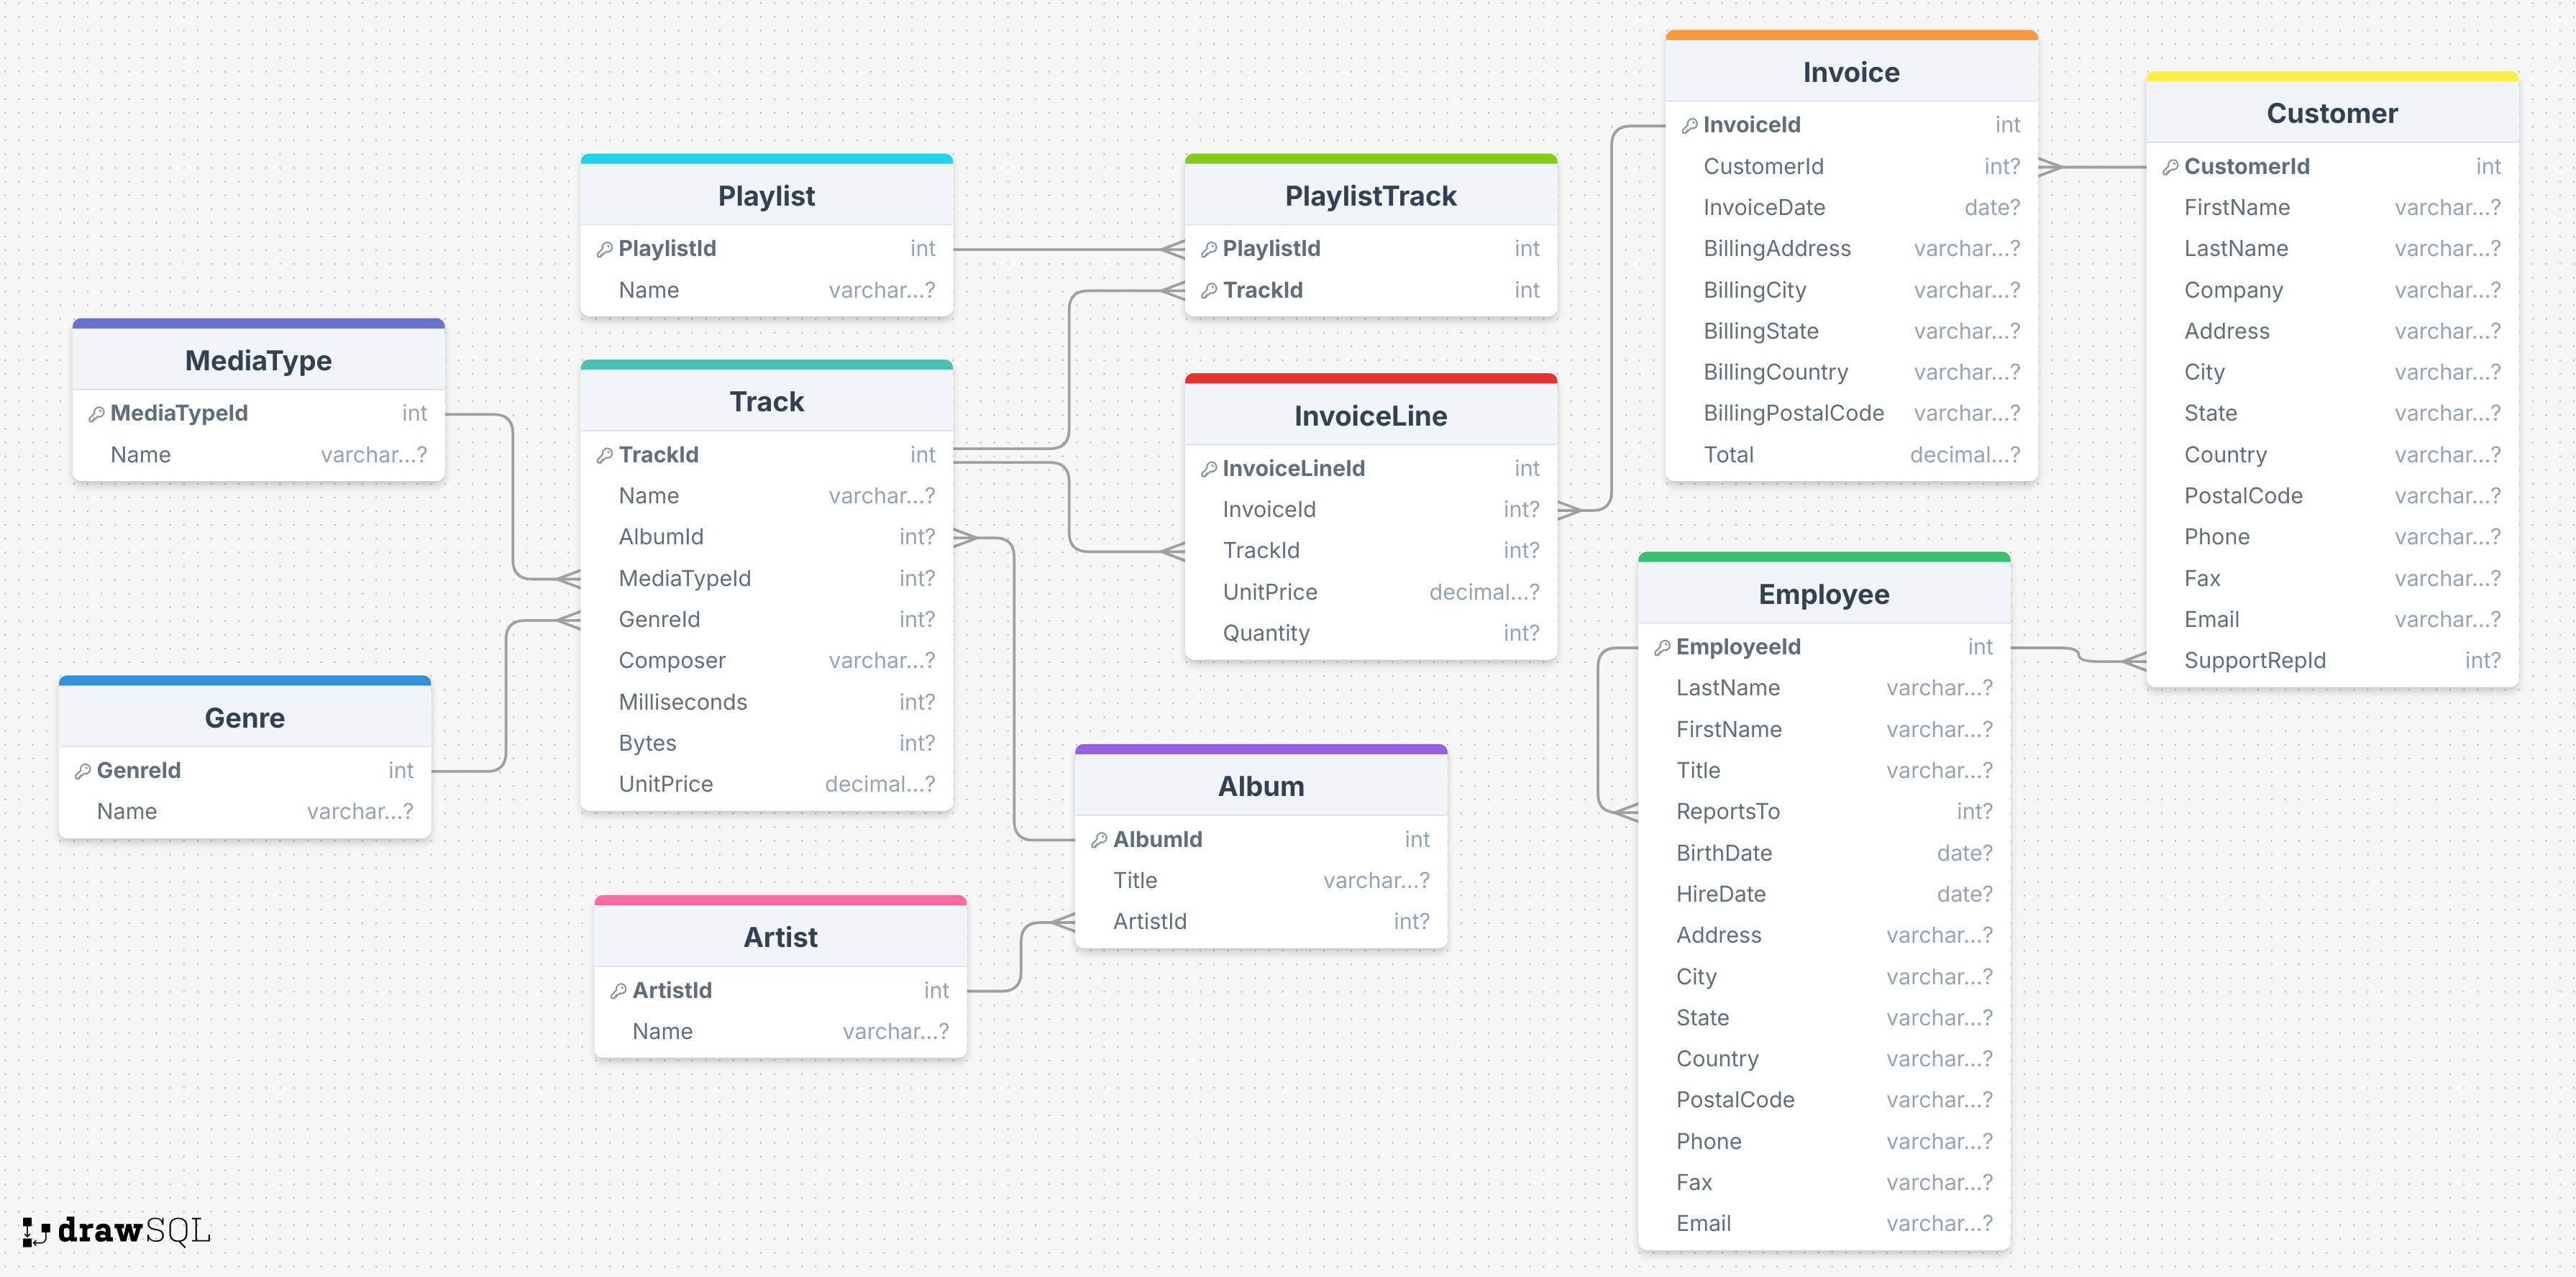 MediaType
MediaTypeId int
Name varchar...?
Genre
GenreId int
Name varchar...?
Playlist
PlaylistId int
Name varchar...?
Track
TrackId int
Name varchar...?
AlbumId int?
MediaTypeId int?
GenreId int?
Composer varchar...?
Milliseconds int?
Bytes int?
UnitPrice decimal...?
Artist
ArtistId int
Name varchar...?
PlaylistTrack
PlaylistId int
TrackId int
InvoiceLine
InvoiceLineId int
InvoiceId int?
TrackId int?
UnitPrice decimal...?
Quantity int?
Album
AlbumId int
Title varchar...?
ArtistId int?
Invoice
InvoiceId int
CustomerId int?
InvoiceDate date?
BillingAddress varchar...?
BillingCity varchar...?
BillingState varchar...?
BillingCountry varchar...?
BillingPostalCode varchar...?
Total decimal...?
Employee
EmployeeId int
LastName varchar...?
FirstName varchar...?
Title varchar...?
ReportsTo int?
BirthDate date?
HireDate date?
Address varchar...?
City varchar...?
State varchar...?
Country varchar...?
PostalCode varchar...?
Phone varchar...?
Fax varchar...?
Email varchar...?
Customer
CustomerId int
FirstName varchar...?
LastName varchar...?
Company varchar...?
Address varchar...?
City varchar...?
State varchar...?
Country varchar...?
PostalCode varchar...?
Phone varchar...?
Fax varchar...?
Email varchar...?
SupportRepId int?
drawSQL